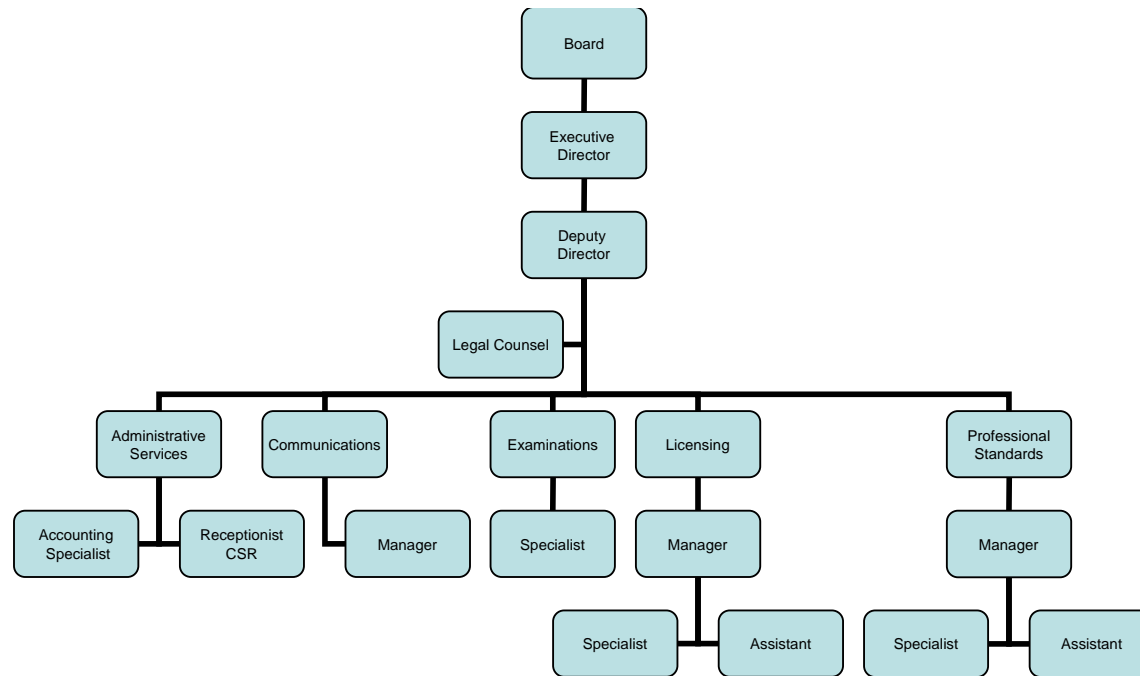 Board
Executive
Director
Deputy
Director
Legal Counsel
Administrative
Services
Communications
Examinations
Licensing
Professional
Standards
Accounting
Specialist
Receptionist
CSR
Manager
Specialist
Manager
Manager
Specialist
Assistant
Specialist
Assistant